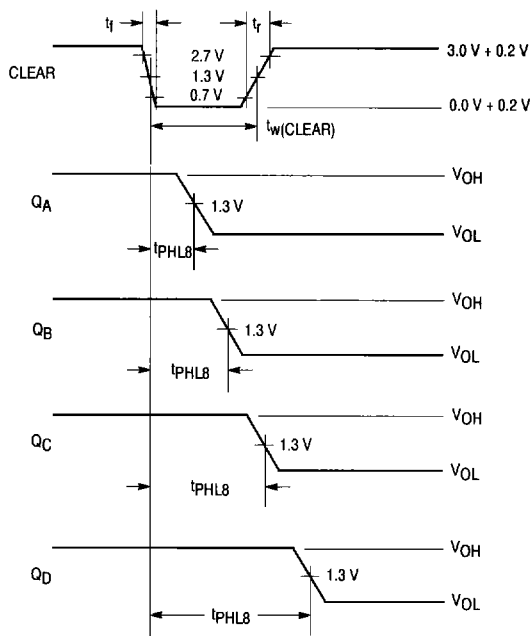 tf tr
2.7 V 3.0 V + 0.2 V
CLEAR 1.3 V
0.7 V 0.0 V + 0.2 V
tw(CLEAR)
VOH
QA 1.3 V
VOL
tPHL8
VOH
QB 1.3 V
VOL
tPHL8
VOH
QC 1.3 V
VOL
tPHL8
VOH
QD 1.3 V
VOL
tPHL8